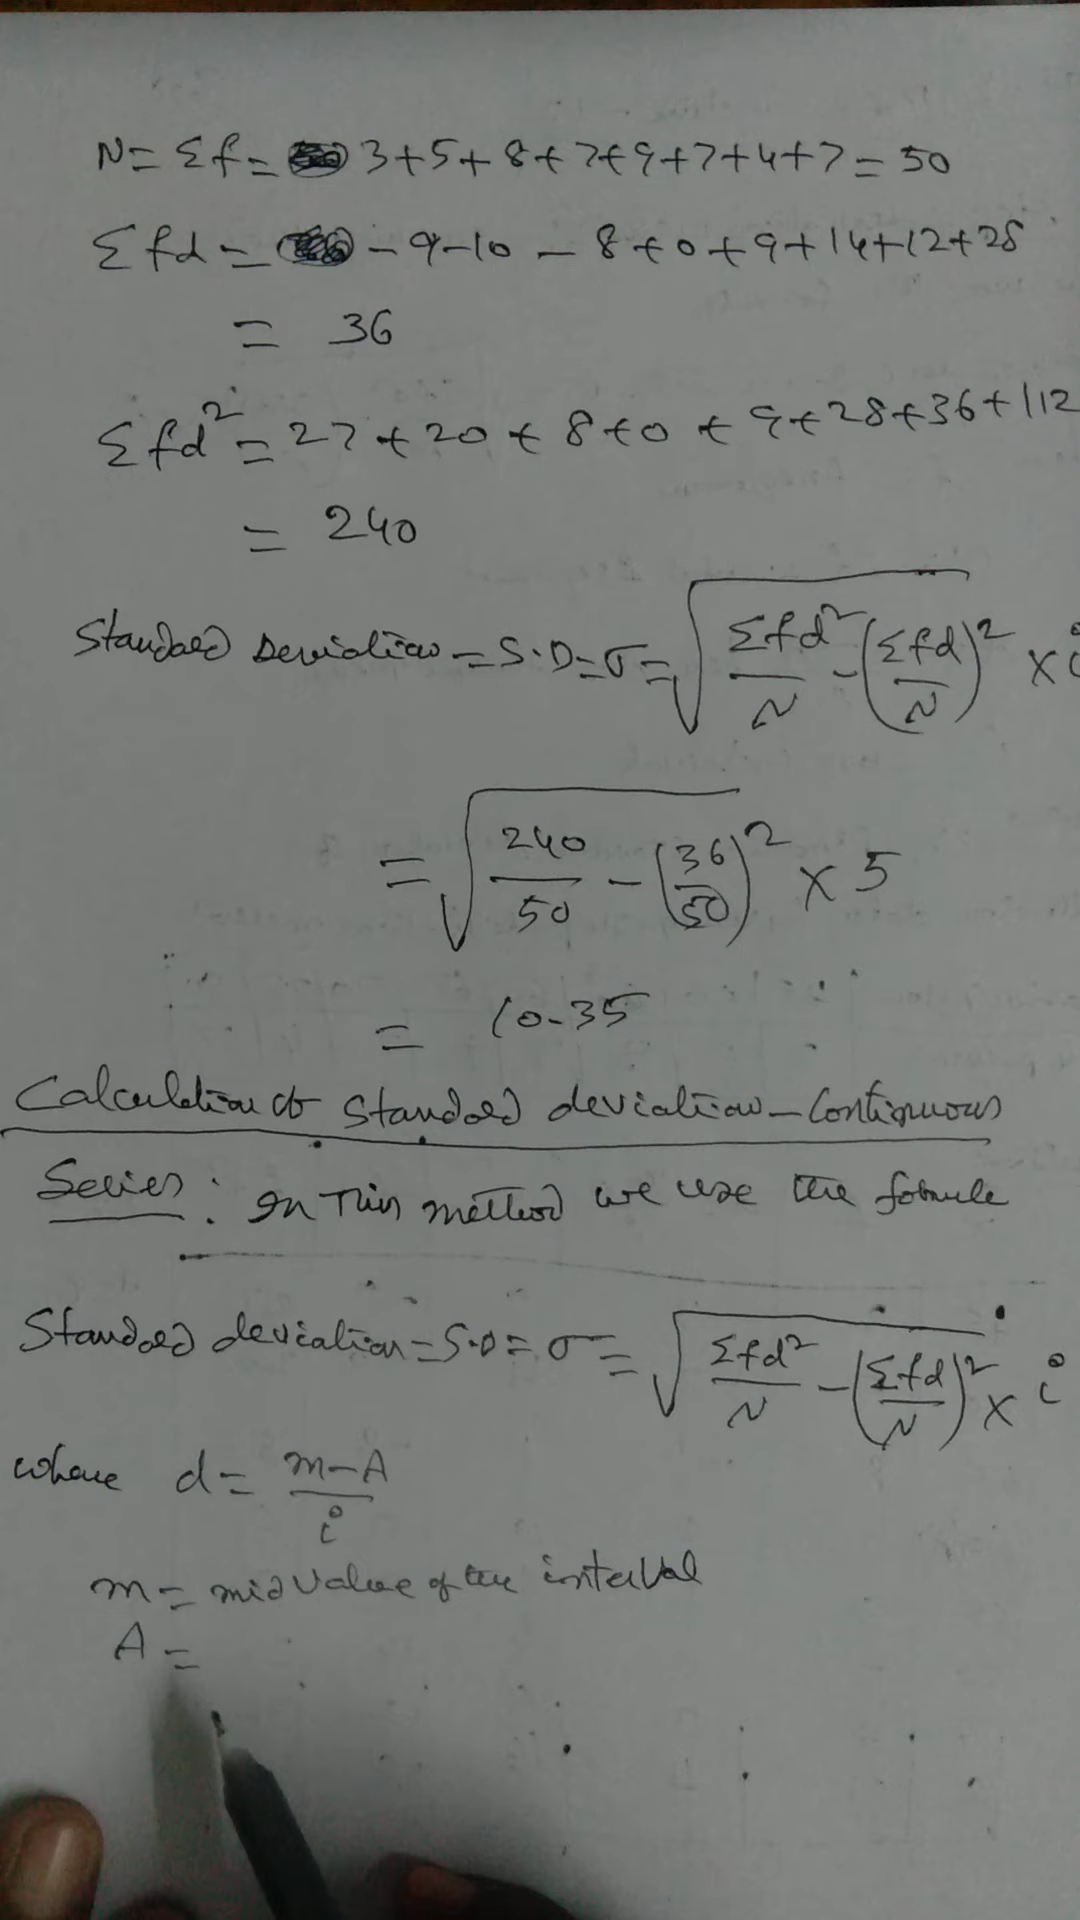 N = Σf = 3+5+8+7+9+7+4+7 = 50
Σfd = -9-10-8+0+9+14+12+28
= 36
Σfd² = 27+20+8+0+9+28+36+112
= 240
Standard Deviation = S.D = σ = √(Σfd²/N - (Σfd/N)²) × i
= √(240/50 - (36/50)²) × 5
= 10.35
Calculation of Standard deviation - Continuous
Series: In This method we use the formula
Standard deviation = S.D = σ = √(Σfd²/N - (Σfd/N)²) × i
where d = (m-A)/i
m = mid value of the interval
A =